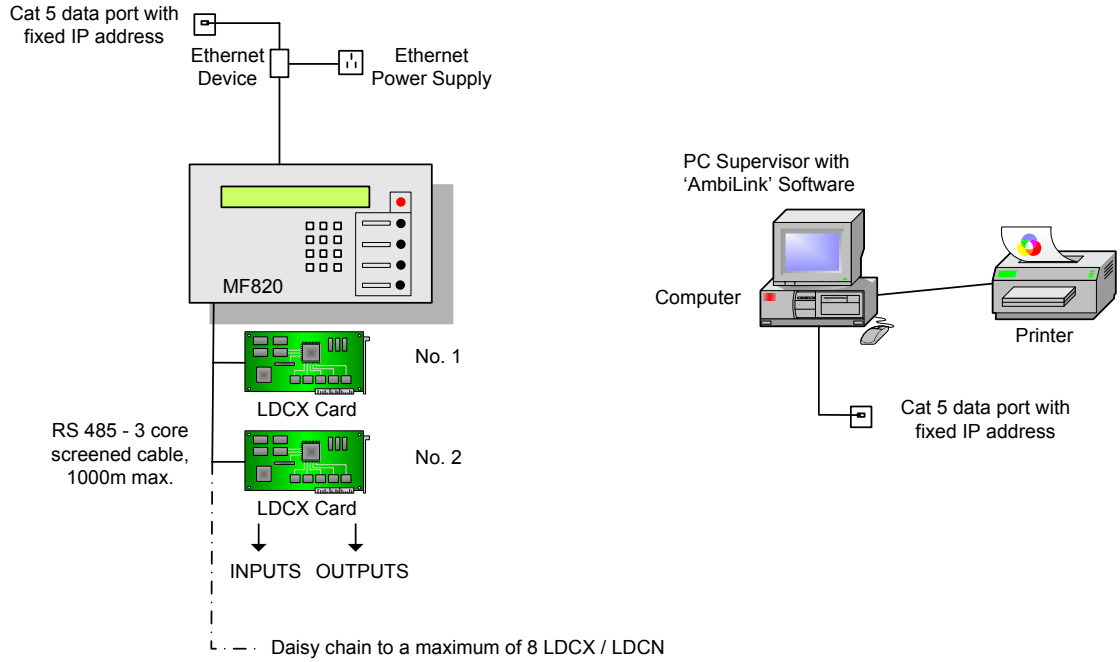 Cat 5 data port with
fixed IP address
Ethernet
Device
Ethernet
Power Supply
MF820
No. 1
LDCX Card
RS 485 - 3 core
screened cable,
1000m max.
No. 2
LDCX Card
INPUTS OUTPUTS
Daisy chain to a maximum of 8 LDCX / LDCN
PC Supervisor with
'AmbiLink' Software
Computer
Printer
Cat 5 data port with
fixed IP address